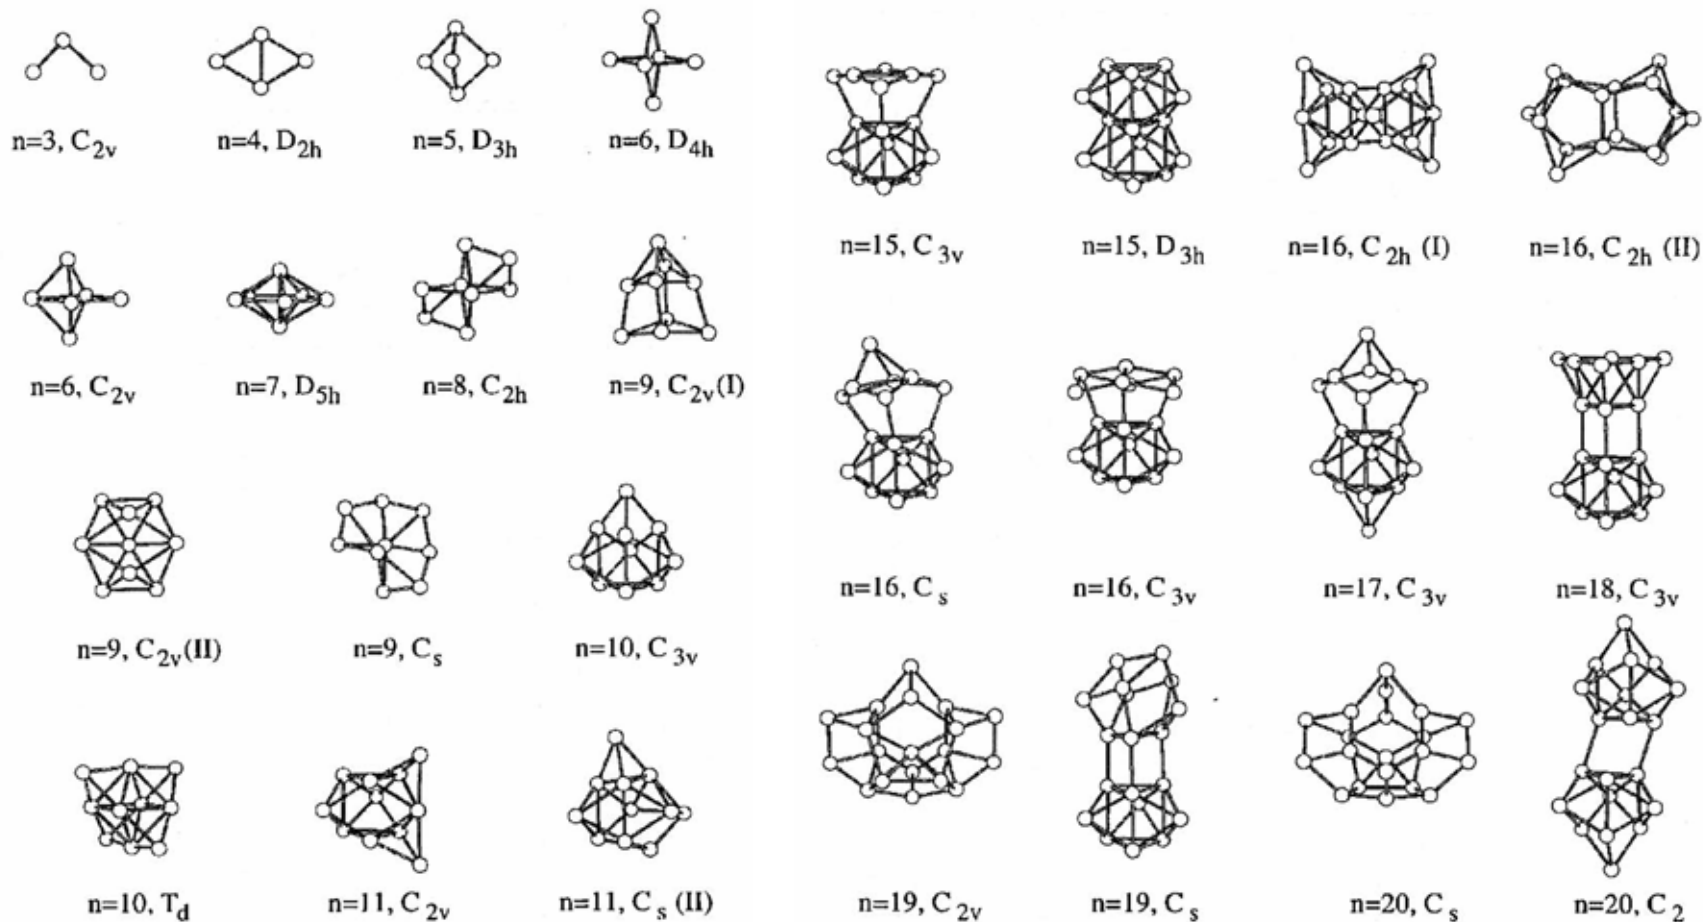 n=3, C2v
n=4, D2h
n=5, D3h
n=6, D4h
n=6, C2v
n=7, D5h
n=8, C2h
n=9, C2v(I)
n=9, C2v(II)
n=9, Cs
n=10, C3v
n=10, Td
n=11, C2v
n=11, Cs (II)
n=15, C3v
n=15, D3h
n=16, C2h (I)
n=16, C2h (II)
n=16, Cs
n=16, C3v
n=17, C3v
n=18, C3v
n=19, C2v
n=19, Cs
n=20, Cs
n=20, C2